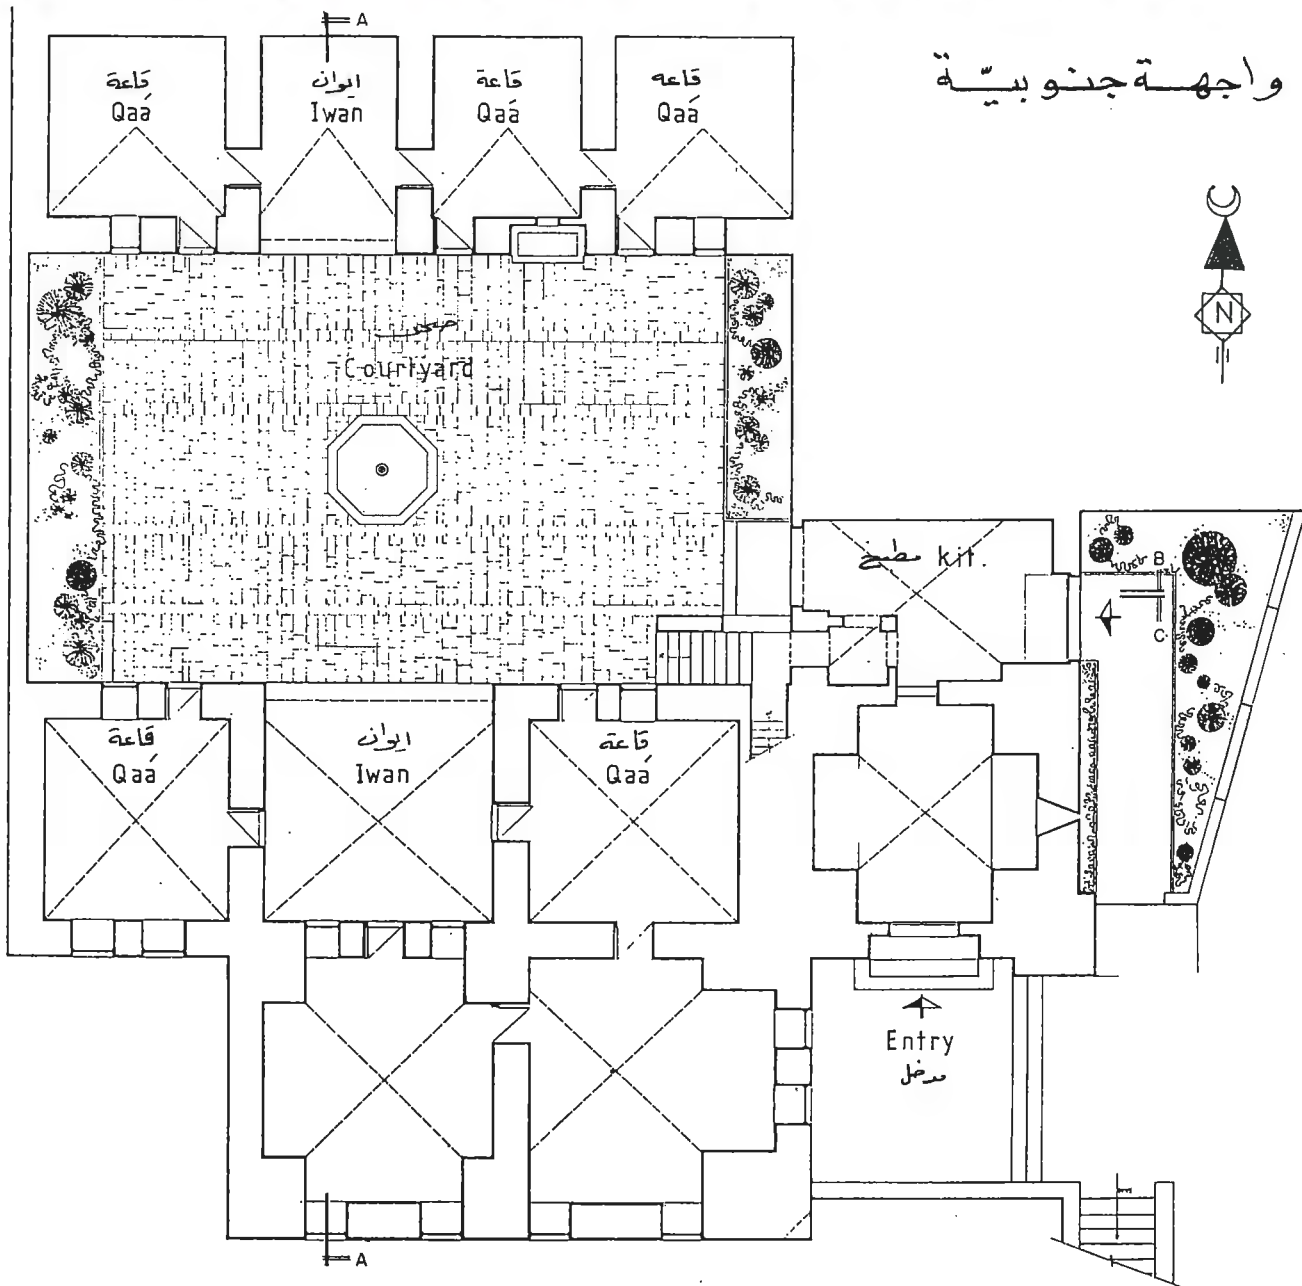 A
واجهة جنوبيّة
قاعة
Qaá
ايوان
Iwan
قاعة
Qaá
قاعه
Qaá
N
صحن
Courtyard
مطبخ kit.
B
C
قاعة
Qaá
ايوان
Iwan
قاعة
Qaá
Entry
مدخل
A